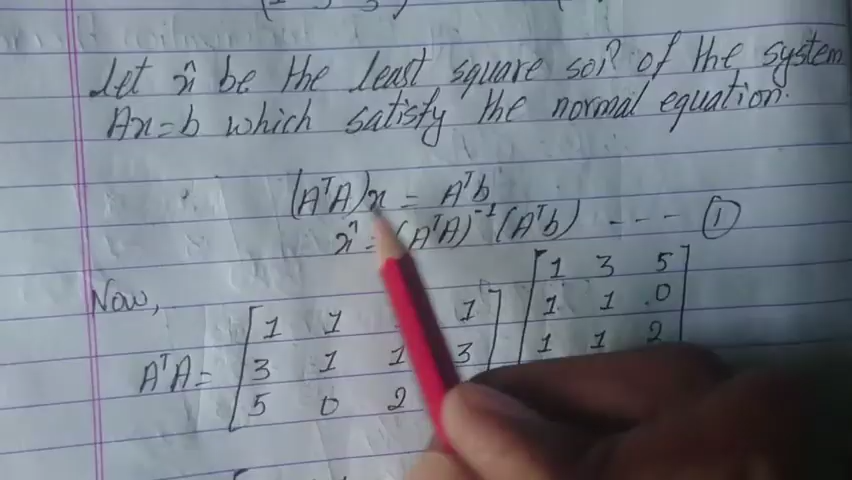 Let x̂ be the least square solⁿ of the system
Ax=b which satisfy the normal equation.
(AᵀA)x = Aᵀb
x̂ = (AᵀA)⁻¹(Aᵀb) ---- ①
Now,
1 1 1 1 3 5
3 1 1 3 1 1 0
AᵀA= 1 1 2
5 0 2